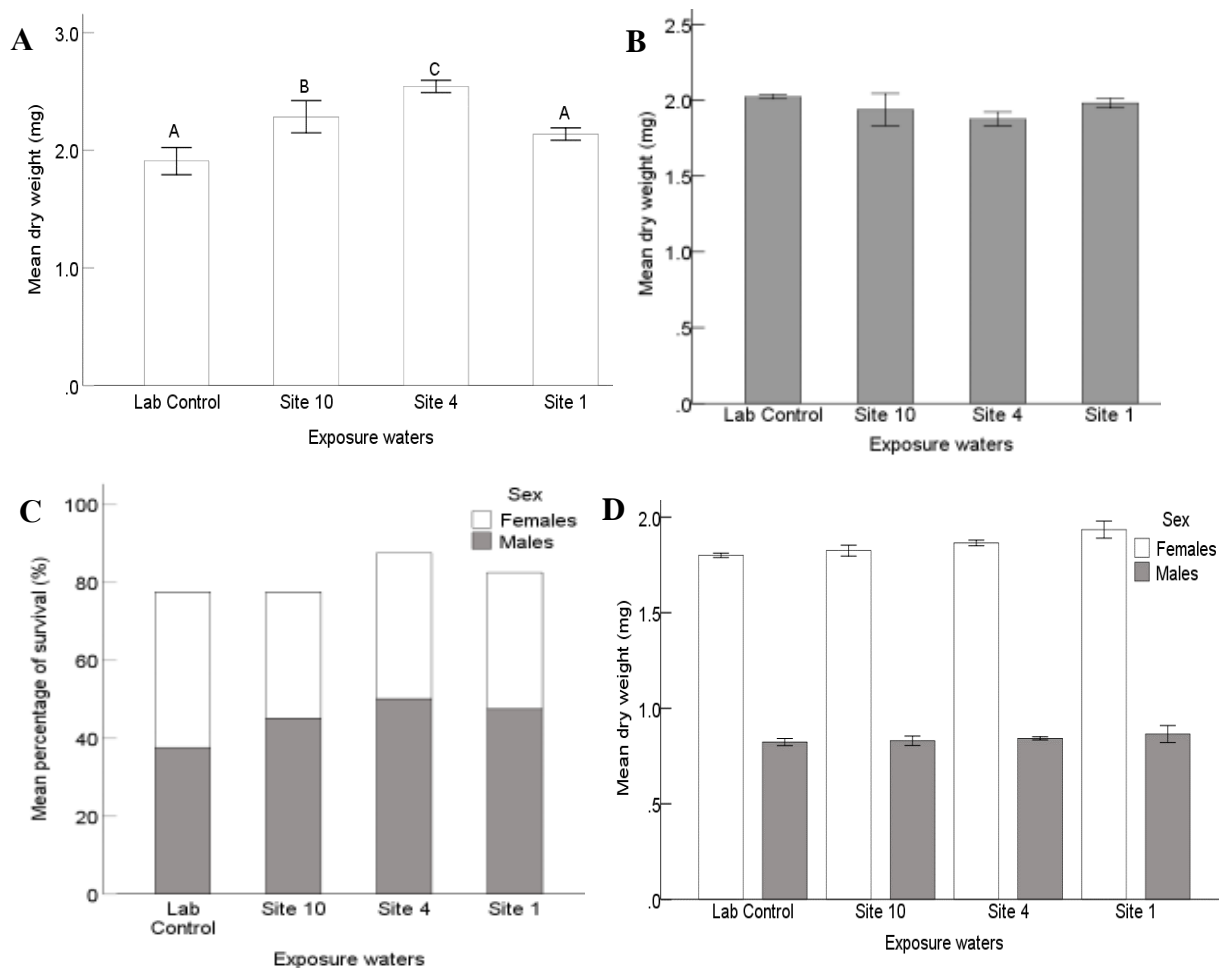 A
Mean dry weight (mg)
3.0
2.0
1.0
.0
A
B
C
A
Lab Control Site 10 Site 4 Site 1
Exposure waters
B
Mean dry weight (mg)
2.5
2.0
1.5
1.0
.5
.0
Lab Control Site 10 Site 4 Site 1
Exposure waters
C
Mean percentage of survival (%)
100
80
60
40
20
0
Sex
Females
Males
Lab
Control
Site 10 Site 4 Site 1
Exposure waters
D
Mean dry weight (mg)
2.0
1.0
1.0
.5
.0
Sex
Females
Males
Lab Control Site 10 Site 4 Site 1
Exposure waters